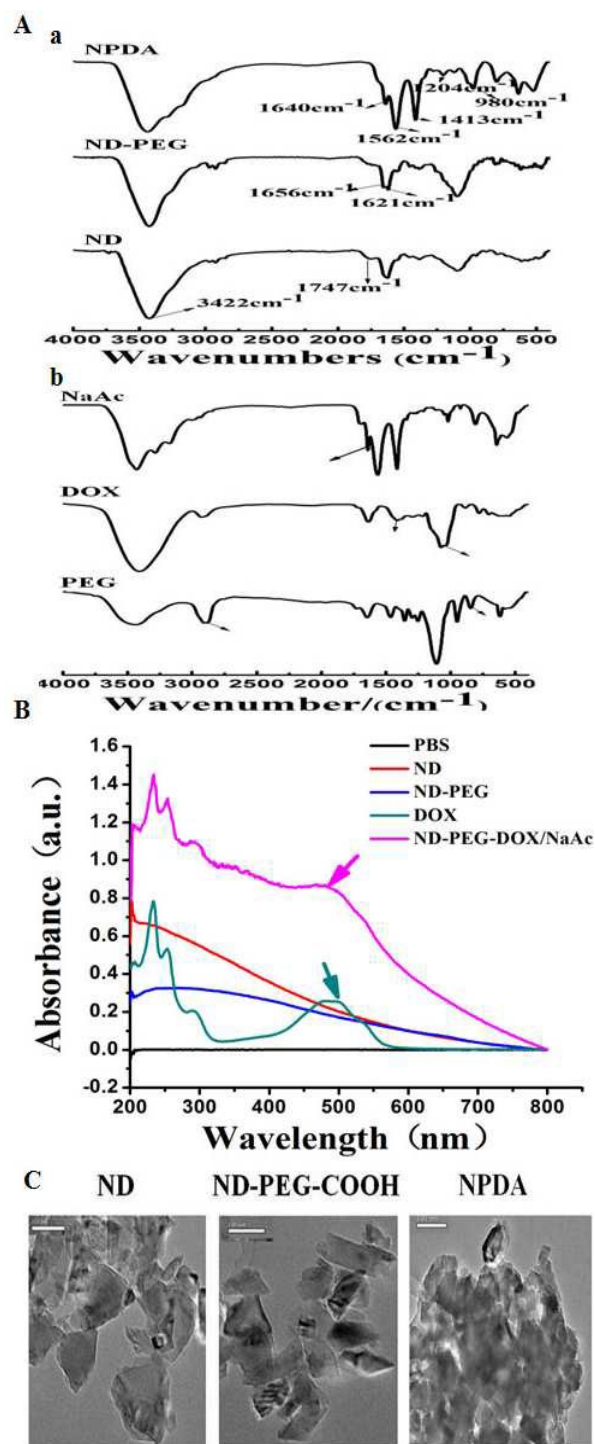 A
a
NPDA
1204cm-1
1640cm-1
980cm-1
1413cm-1
1562cm-1
ND-PEG
1656cm-1
1621cm-1
ND
1747cm-1
3422cm-1
4000 3500 3000 2500 2000 1500 1000 500
Wavenumbers (cm-1)
b
NaAc
DOX
PEG
4000 3500 3000 2500 2000 1500 1000 500
Wavenumber/(cm-1)
B
1.6
1.4
1.2
1.0
0.8
0.6
0.4
0.2
0.0
-0.2
Absorbance (a.u.)
PBS
ND
ND-PEG
DOX
ND-PEG-DOX/NaAc
200 300 400 500 600 700 800
Wavelength (nm)
C
ND ND-PEG-COOH NPDA